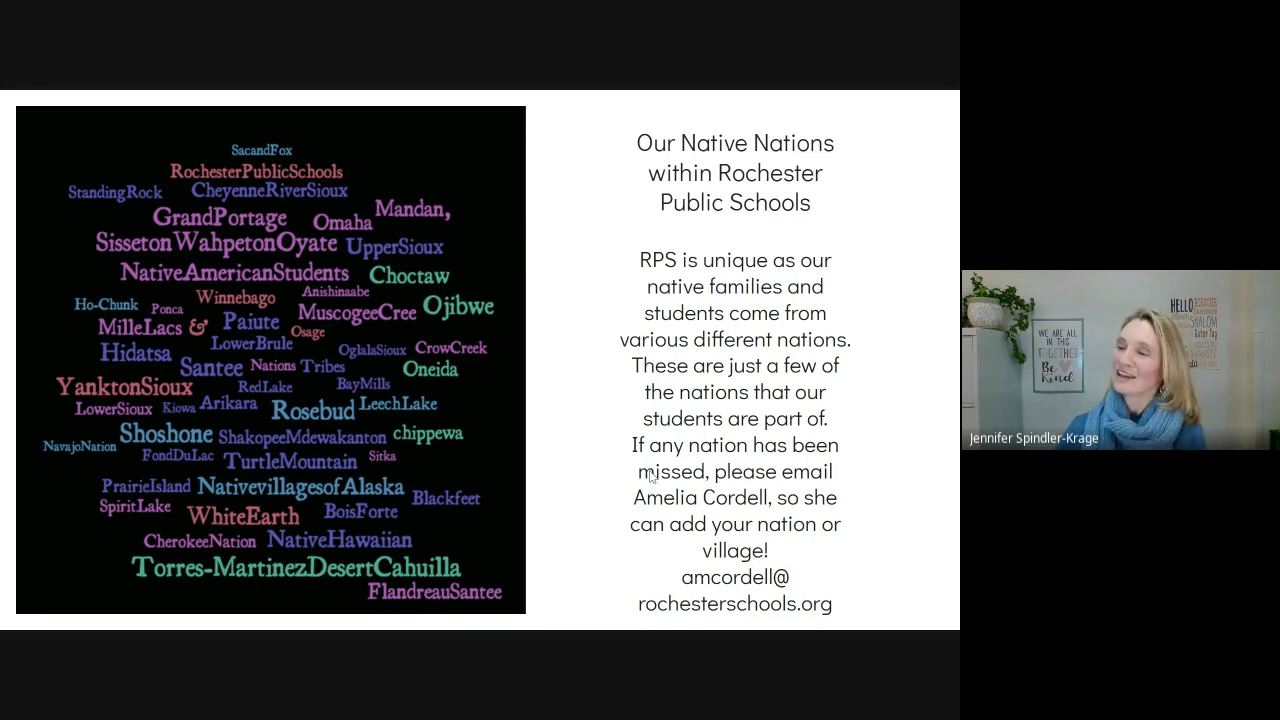 SacandFox
RochesterPublicSchools
StandingRock CheyenneRiverSioux
GrandPortage Omaha Mandan,
SissetonWahpetonOyate UpperSioux
NativeAmericanStudents Choctaw
Ho-Chunk Ponca Winnebago Anishinaabe
MilleLacs & Paiute Osage MuscogeeCree Ojibwe
Hidatsa LowerBrule OglalaSioux CrowCreek
Santee Nations Tribes Oneida
YanktonSioux RedLake BayMills
LowerSioux Kiowa Arikara Rosebud LeechLake
NavajoNation Shoshone ShakopeeMdewakanton chippewa
FondDuLac TurtleMountain Sitka
PrairieIsland NativevillagesofAlaska
SpiritLake WhiteEarth BoisForte Blackfeet
CherokeeNation NativeHawaiian
Torres-MartinezDesertCahuilla
FlandreauSantee
Our Native Nations
within Rochester
Public Schools
RPS is unique as our
native families and
students come from
various different nations.
These are just a few of
the nations that our
students are part of.
If any nation has been
missed, please email
Amelia Cordell, so she
can add your nation or
village!
amcordell@
rochesterschools.org
WE ARE ALL
IN THIS
TOGETHER
Be
Kind
HELLO BONJOUR
SHALOM
Guten Tag
Jennifer Spindler-Krage